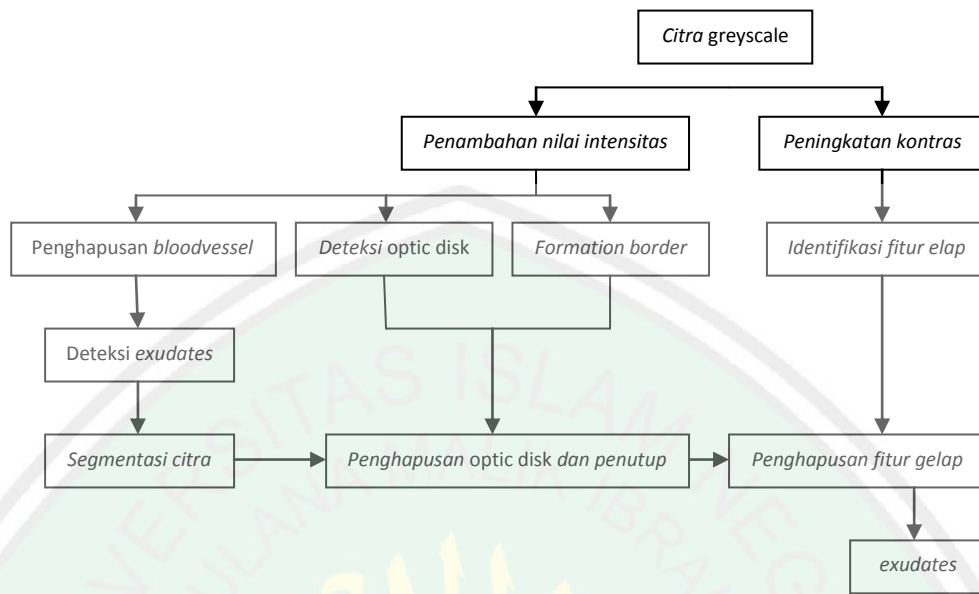 Citra greyscale
Penambahan nilai intensitas
Peningkatan kontras
Penghapusan bloodvessel
Deteksi optic disk
Formation border
Identifikasi fitur elap
Deteksi exudates
Segmentasi citra
Penghapusan optic disk dan penutup
Penghapusan fitur gelap
exudates